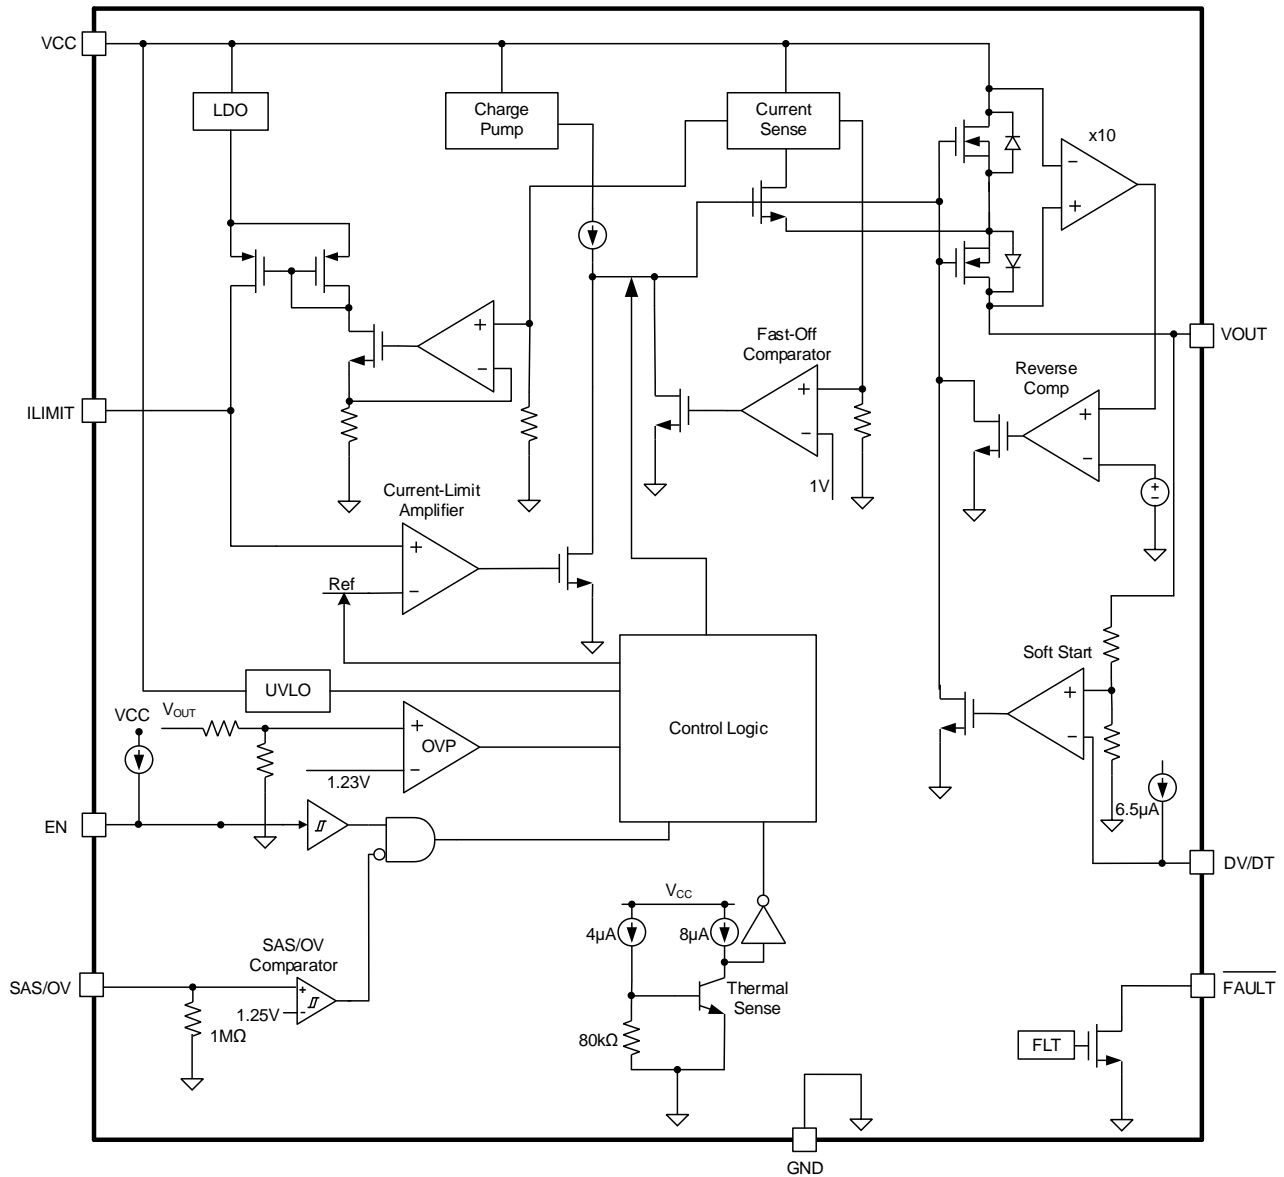 VCC
LDO
Charge
Pump
Current
Sense
x10
−
+
+
−
Fast-Off
Comparator
+
−
1V
VOUT
Reverse
Comp
+
−
+
−
ILIMIT
Current-Limit
Amplifier
+
−
Ref
Soft Start
+
−
UVLO
VCC
VOUT
+
OVP
−
1.23V
Control Logic
6.5µA
EN
DV/DT
VCC
4µA
8µA
SAS/OV
Comparator
SAS/OV
+
−
1.25V
1MΩ
Thermal
Sense
80kΩ
FAULT
FLT
GND